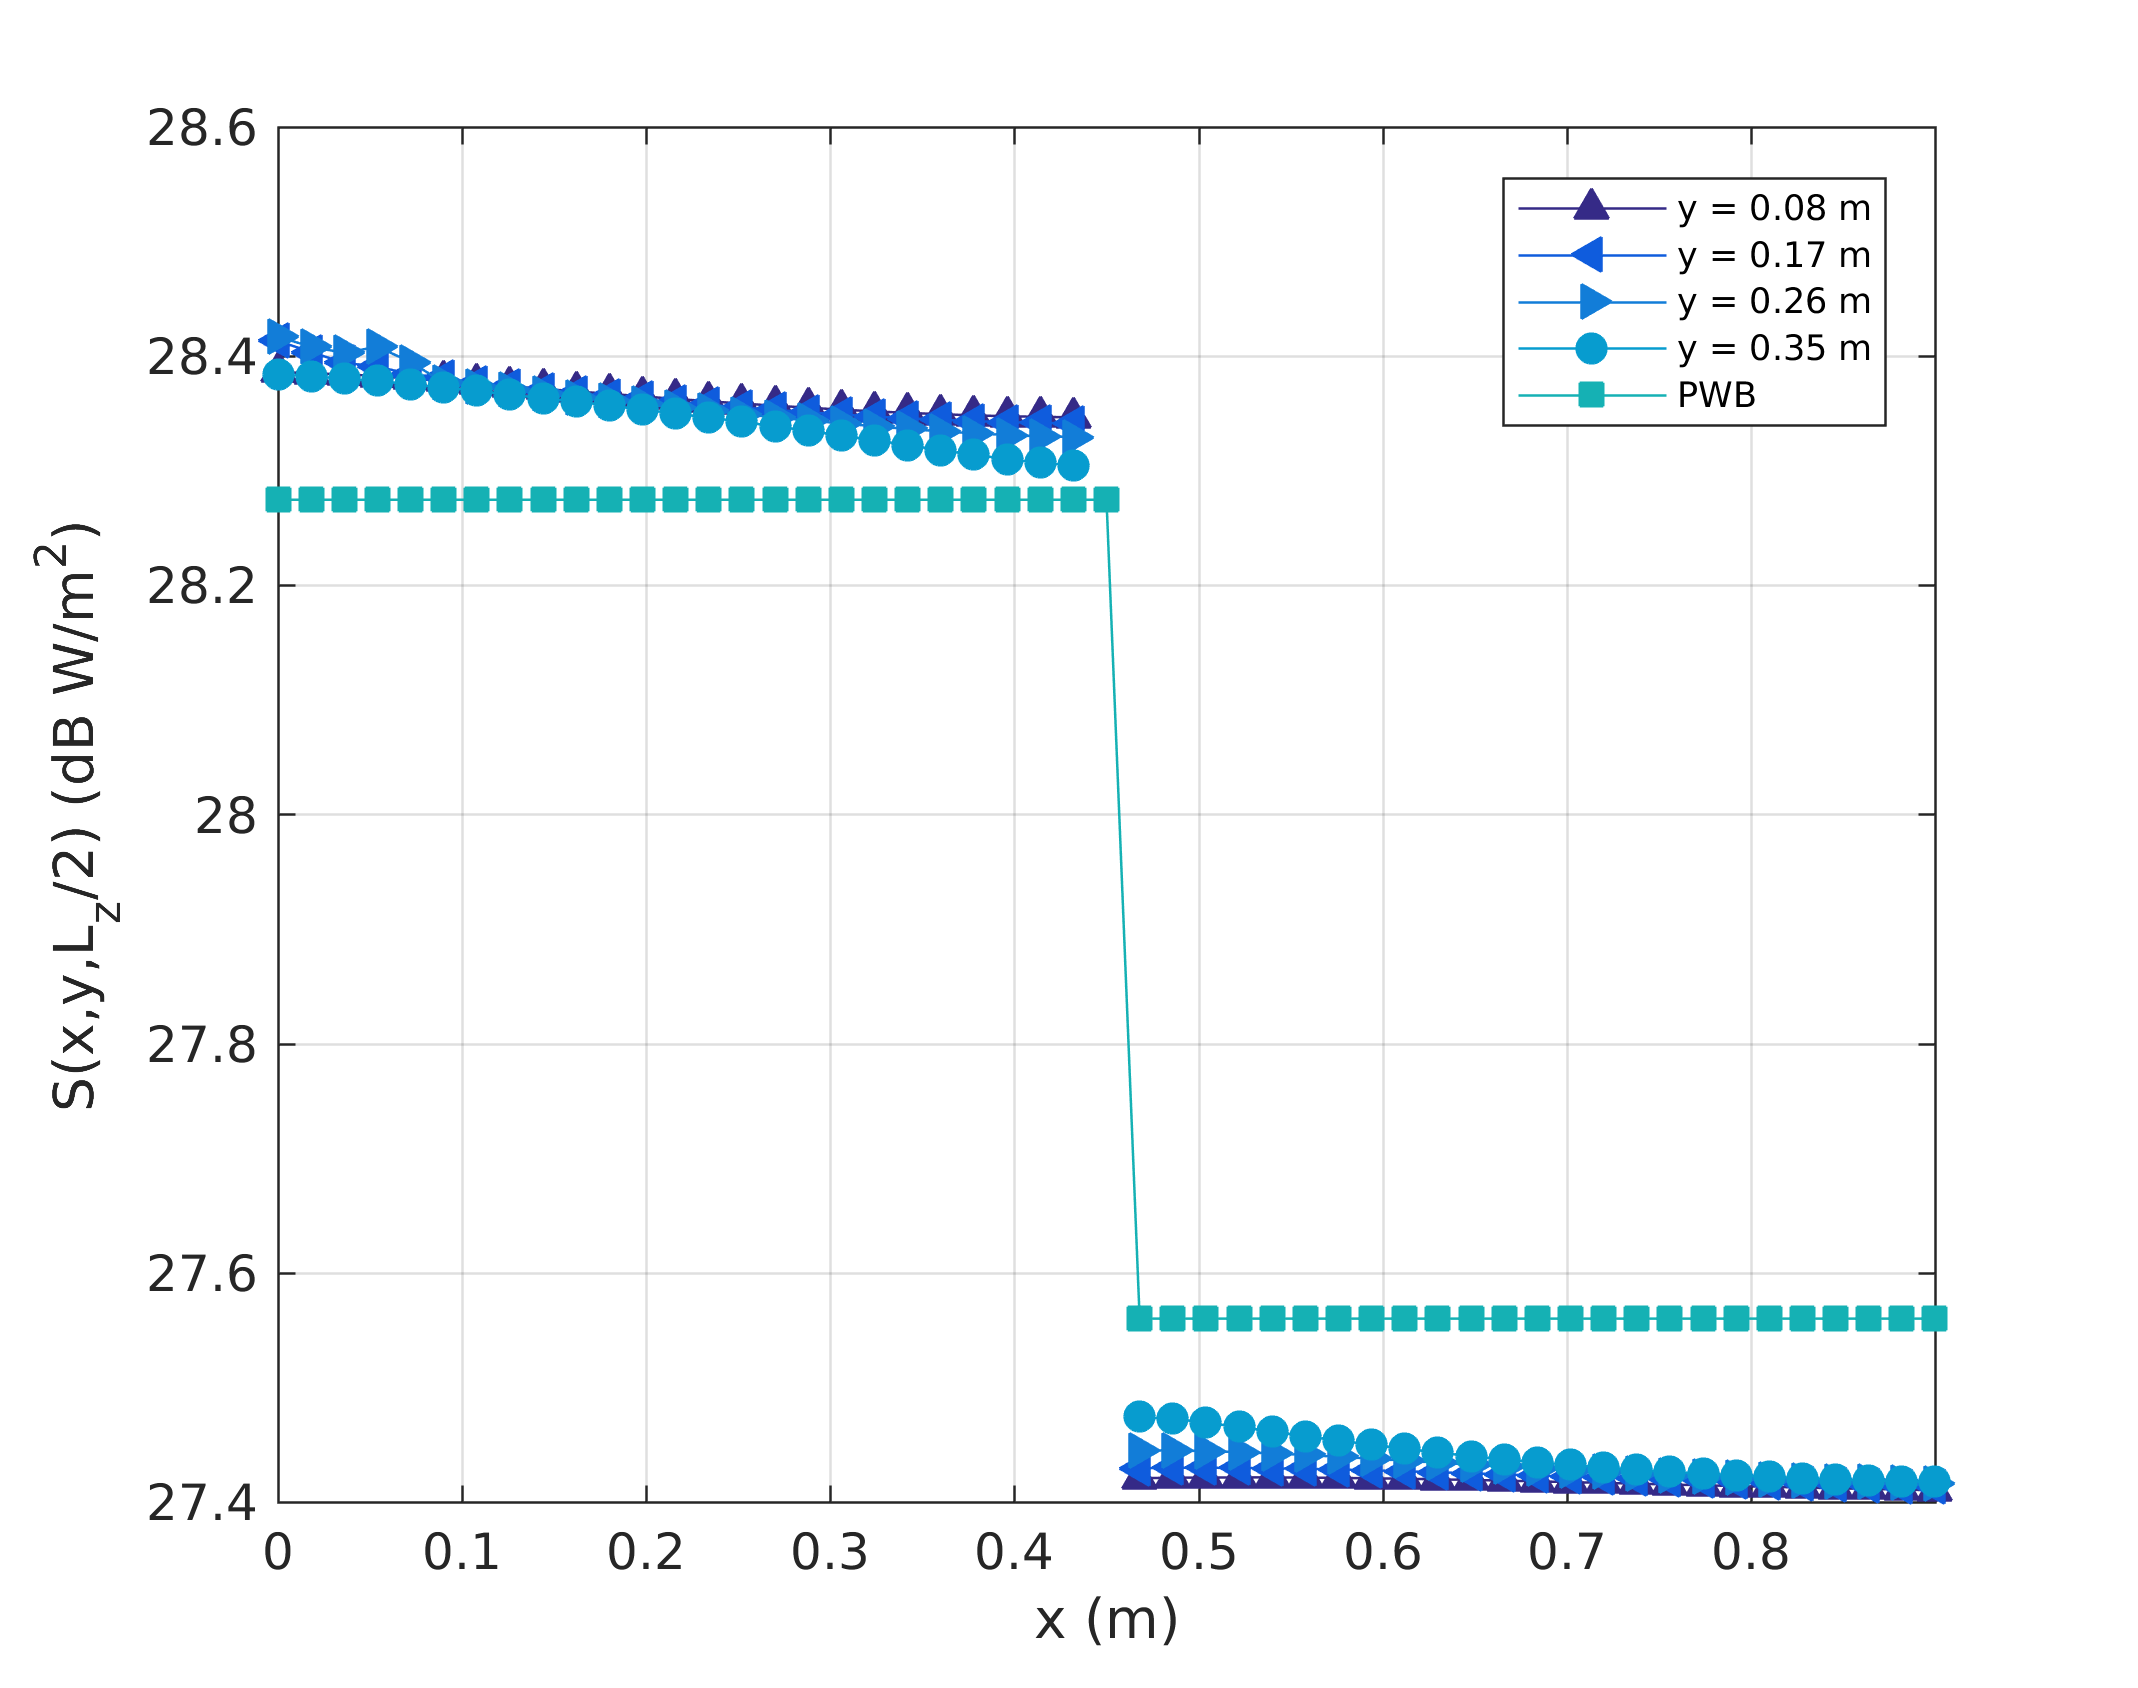 28.6
28.4
28.2
28
27.8
27.6
27.4
0 0.1 0.2 0.3 0.4 0.5 0.6 0.7 0.8
x (m)
S(x,y,L_z/2) (dB W/m^2)
y = 0.08 m
y = 0.17 m
y = 0.26 m
y = 0.35 m
PWB